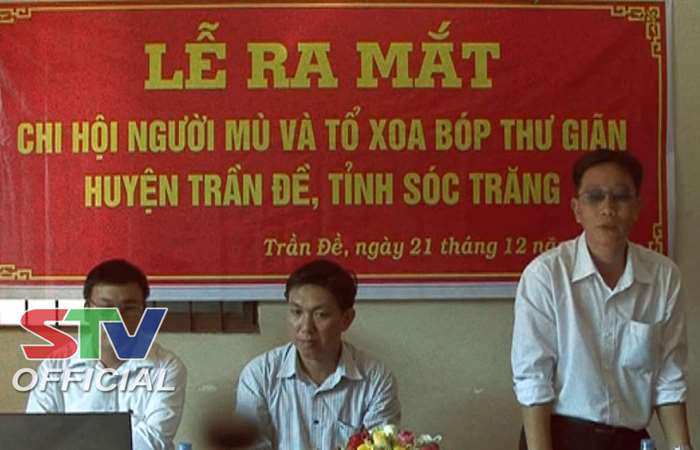 LỄ RA MẮT
CHI HỘI NGƯỜI MÙ VÀ TỔ XOA BÓP THƯ GIÃN
HUYỆN TRẦN ĐỀ, TỈNH SÓC TRĂNG
Trần Đề, ngày 21 tháng 12
STV
OFFICIAL